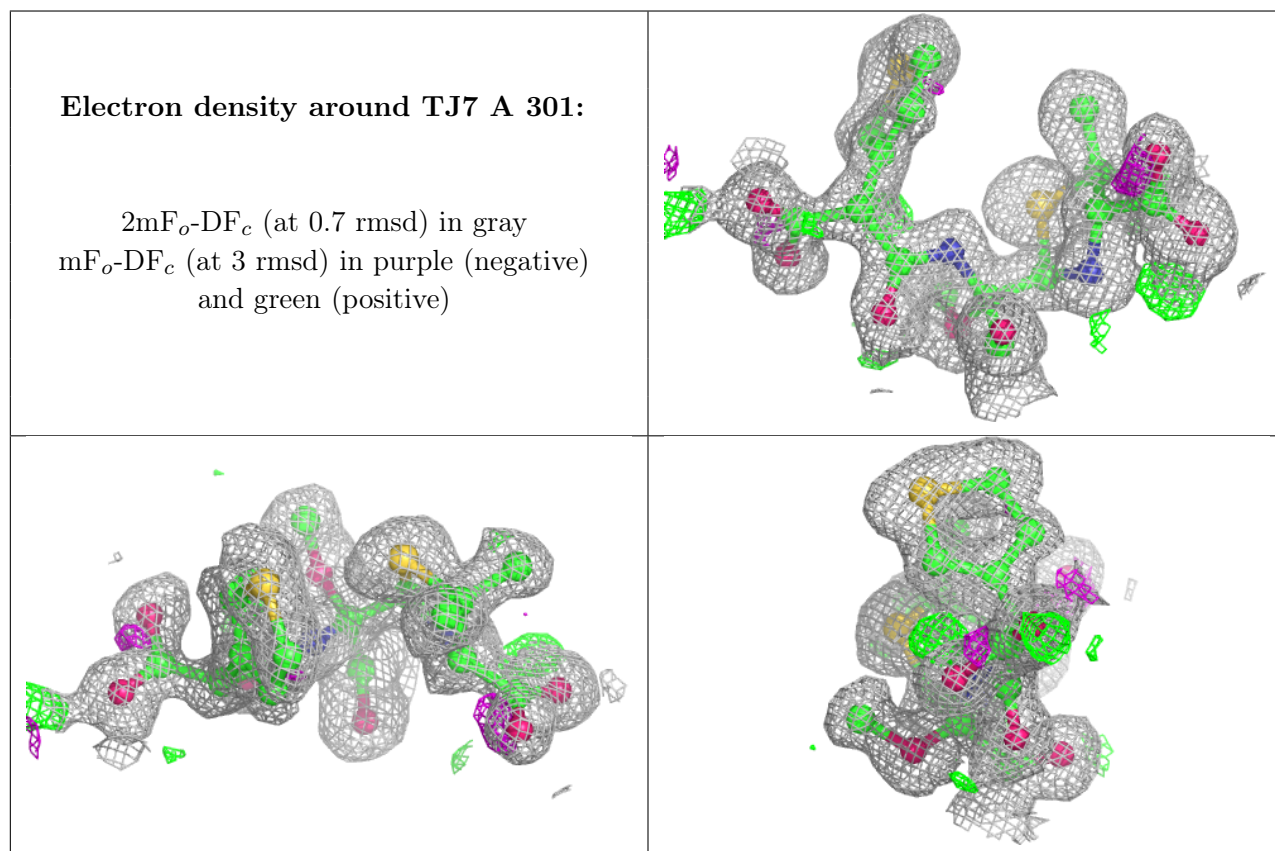 Electron density around TJ7 A 301:
2mFo-DFc (at 0.7 rmsd) in gray
mFo-DFc (at 3 rmsd) in purple (negative)
and green (positive)